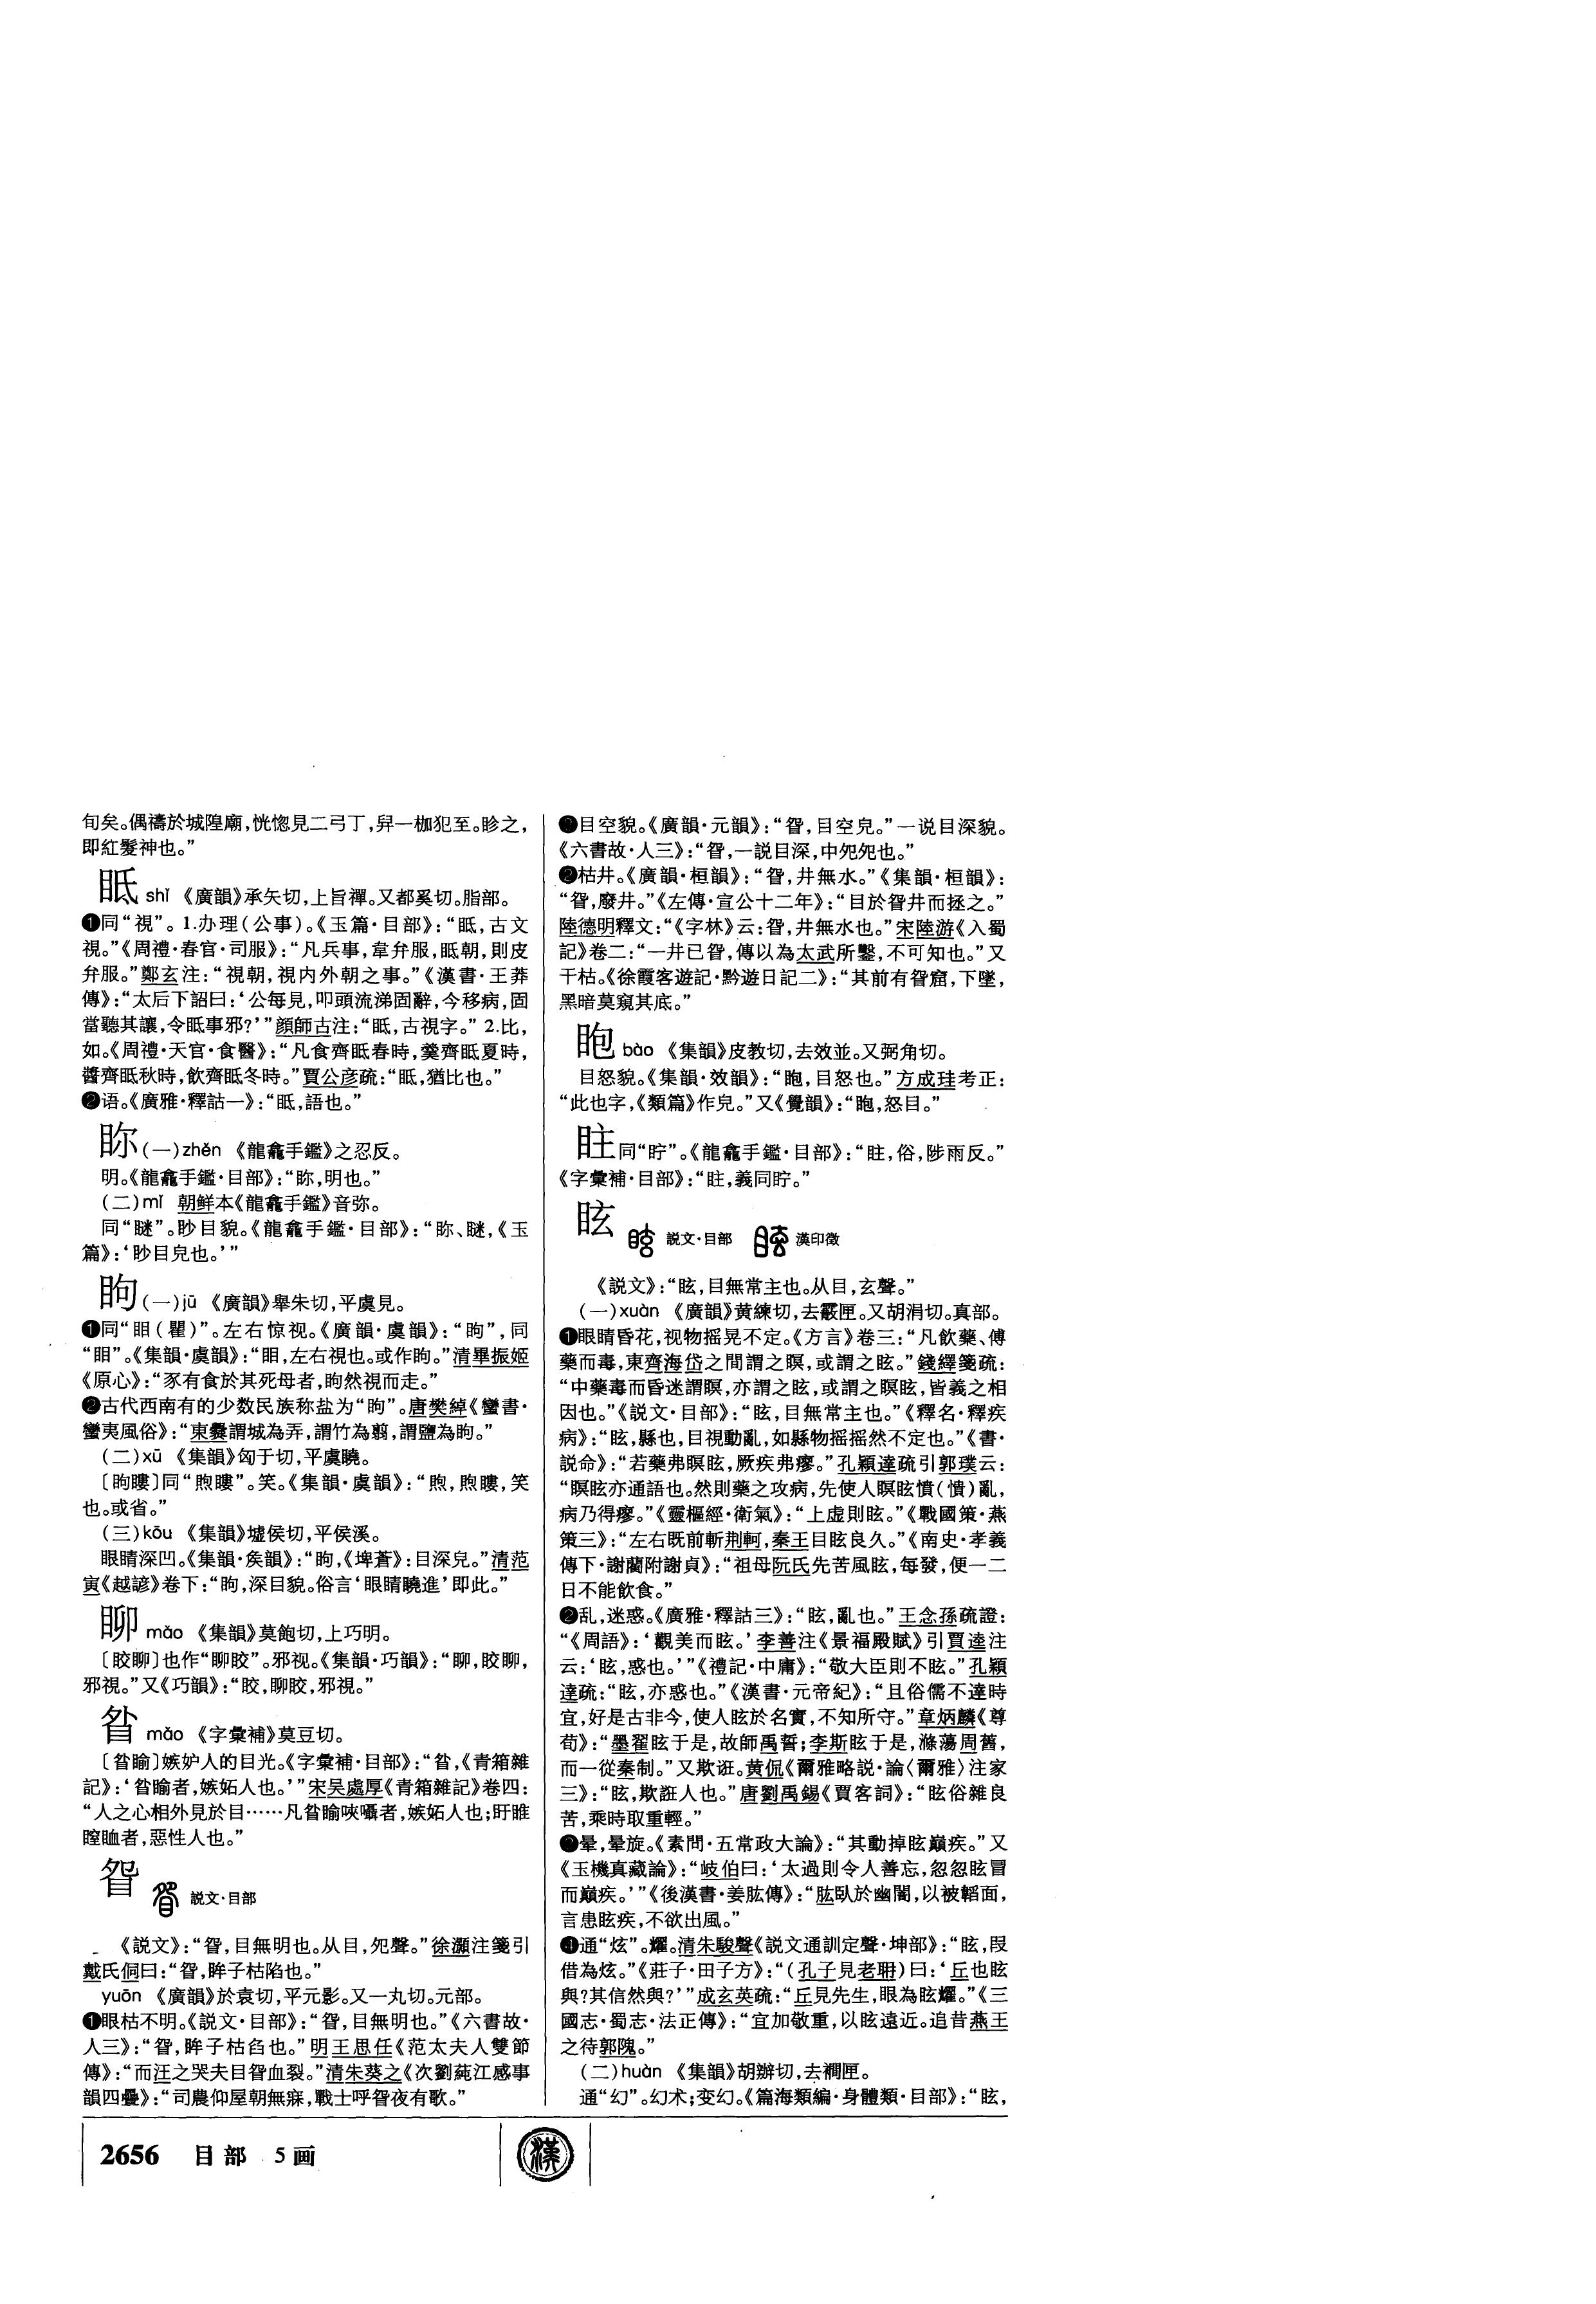 旬矣。偶禱於城隍廟，恍惚見二弓丁，舁一枷犯至。眕之，
即紅髮神也。”
眡 shǐ 《廣韻》承矢切，上旨禪。又都奚切。脂部。
❶同“視”。1.办理(公事)。《玉篇·目部》：“眡，古文
視。”《周禮·春官·司服》：“凡兵事，韋弁服，眡朝，則皮
弁服。”鄭玄注：“視朝，視内外朝之事。”《漢書·王莽
傳》：“太后下詔曰：‘公每見，叩頭流涕固辭，今移病，固
當聽其讓，令眡事邪？’”顔師古注：“眡，古視字。” 2.比，
如。《周禮·天官·食醫》：“凡食齊眡春時，羹齊眡夏時，
醬齊眡秋時，飲齊眡冬時。”賈公彦疏：“眡，猶比也。”
❷语。《廣雅·釋詁一》：“眡，語也。”
眎(一)zhěn 《龍龕手鑑》之忍反。
明。《龍龕手鑑·目部》：“，明也。”
(二)mǐ 朝鲜本《龍龕手鑑》音弥。
同“瞇”。眇目貌。《龍龕手鑑·目部》：“、瞇，《玉
篇》：‘眇目皃也。’”
眗(一)jū 《廣韻》舉朱切，平虞見。
❶同“䀠(瞿)”。左右惊视。《廣韻·虞韻》：“眗”，同
“䀠”。《集韻·虞韻》：“䀠，左右視也。或作眗。”清畢振姬
《原心》：“豕有食於其死母者，眗然視而走。”
❷古代西南有的少数民族称盐为“眗”。唐樊綽《蠻書·
蠻夷風俗》：“東爨謂城為弄，謂竹為翦，謂鹽為眗。”
(二)xū 《集韻》匈于切，平虞曉。
〔眗瞜〕同“煦瞜”。笑。《集韻·虞韻》：“，瞜，笑
也。或省。”
(三)kōu 《集韻》墟侯切，平侯溪。
眼睛深凹。《集韻·矦韻》：“眗，《埤蒼》：目深皃。”清范
寅《越諺》卷下：“眗，深目貌。俗言‘眼睛瞘進’即此。”
䀤 mǎo 《集韻》莫飽切，上巧明。
〔䀤〕也作“䀤”。邪视。《集韻·巧韻》：“，，
邪視。”又《巧韻》：“，，邪視。”
mǎo 《字彙補》莫豆切。
〔睮〕嫉妒人的目光。《字彙補·目部》：“，《青箱雜
記》：‘睮者，嫉妬人也。’”宋吴處厚《青箱雜記》卷四：
“人之心相外見於目……凡睮者，嫉妬人也；盱睢
者，惡性人也。”
眢 説文·目部
《説文》：“眢，目無明也。从目，夗聲。”徐灝注箋引
戴氏侗曰：“眢，眸子枯陷也。”
yuān 《廣韻》於袁切，平元影。又一丸切。元部。
❶眼枯不明。《説文·目部》：“眢，目無明也。”《六書故·
人三》：“眢，眸子枯臽也。”明王思任《范太夫人雙節
傳》：“而汪之哭夫目眢血裂。”清朱葵之《次劉蒓江感事
韻四疊》：“司農仰屋朝無寐，戰士呼眢夜有歌。”
❸目空貌。《廣韻·元韻》：“眢，目空皃。”一说目深貌。
《六書故·人三》：“眢，一説目深，中夗夗也。”
❷枯井。《廣韻·桓韻》：“眢，井無水。”《集韻·桓韻》：
“眢，廢井。”《左傳·宣公十二年》：“目於眢井而拯之。”
陸德明釋文：“《字林》云：眢，井無水也。”宋陸游《入蜀
記》卷二：“一井已眢，傳以為太武所鑿，不可知也。”又
干枯。《徐霞客遊記·黔遊日記二》：“其前有眢窟，下墜，
黑暗莫窺其底。”
䀊 bào 《集韻》皮教切，去效並。又弼角切。
目怒貌。《集韻·效韻》：“，目怒也。”方成珪考正：
“此也字，《類篇》作皃。”又《覺韻》：“，怒目。”
䀋同“眝”。《龍龕手鑑·目部》：“，俗，陟雨反。”
《字彙補·目部》：“，義同眝。”
眩 説文·目部 漢印徵
《説文》：“眩，目無常主也。从目，玄聲。”
(一)xuàn 《廣韻》黄練切，去霰匣。又胡涓切。真部。
❶眼睛昏花，视物摇晃不定。《方言》卷三：“凡飲藥、傅
藥而毒，東齊海岱之間謂之瞑，或謂之眩。”錢繹箋疏：
“中藥毒而昏迷謂瞑，亦謂之眩，或謂之瞑眩，皆義之相
因也。”《説文·目部》：“眩，目無常主也。”《釋名·釋疾
病》：“眩，縣也，目視動亂，如縣物摇摇然不定也。”《書·
説命》：“若藥弗瞑眩，厥疾弗瘳。”孔穎達疏引郭璞云：
“瞑眩亦通語也。然則藥之攻病，先使人瞑眩憤(憒)亂，
病乃得瘳。”《靈樞經·衛氣》：“上虚則眩。”《戰國策·燕
策三》：“左右既前斬荆軻，秦王目眩良久。”《南史·孝義
傳下·謝藺附謝貞》：“祖母阮氏先苦風眩，每發，便一二
日不能飲食。”
❷乱，迷惑。《廣雅·釋詁三》：“眩，亂也。”王念孫疏證：
“《周語》：‘觀美而眩。’李善注《景福殿賦》引賈逵注
云：‘眩，惑也。’”《禮記·中庸》：“敬大臣則不眩。”孔穎
達疏：“眩，亦惑也。”《漢書·元帝紀》：“且俗儒不達時
宜，好是古非今，使人眩於名實，不知所守。”章炳麟《尊
荀》：“墨翟眩于是，故師禹誓；李斯眩于是，滌蕩周舊，
而一從秦制。”又欺诳。黄侃《爾雅略説·論〈爾雅〉注家
三》：“眩，欺誑人也。”唐劉禹錫《賈客詞》：“眩俗雜良
苦，乘時取重輕。”
❸晕，晕旋。《素問·五常政大論》：“其動掉眩巔疾。”又
《玉機真藏論》：“岐伯曰：‘太過則令人善忘，忽忽眩冒
而巔疾。’”《後漢書·姜肱傳》：“肱臥於幽闇，以被韜面，
言患眩疾，不欲出風。”
❹通“炫”。耀。清朱駿聲《説文通訓定聲·坤部》：“眩，叚
借為炫。”《莊子·田子方》：“(孔子見老聃)曰：‘丘也眩
與？其信然與？’”成玄英疏：“丘見先生，眼為眩耀。”《三
國志·蜀志·法正傳》：“宜加敬重，以眩遠近。追昔燕王
之待郭隗。”
(二)huàn 《集韻》胡辦切，去襇匣。
通“幻”。幻术；变幻。《篇海類編·身體類·目部》：“眩，
2656 目部 5画
漢